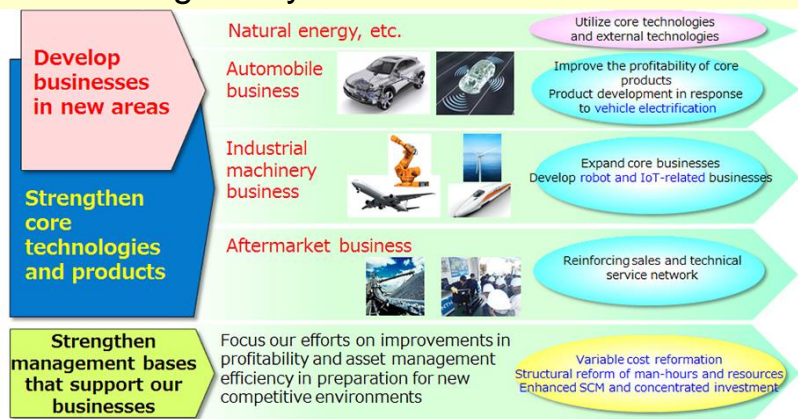 Develop
businesses
in new areas
Natural energy, etc.
Utilize core technologies
and external technologies
Automobile
business
Improve the profitability of core
products
Product development in response
to vehicle electrification
Strengthen
core
technologies
and products
Industrial
machinery
business
Expand core businesses
Develop robot and IoT-related businesses
Aftermarket business
Reinforcing sales and technical
service network
Strengthen
management bases
that support our
businesses
Focus our efforts on improvements in
profitability and asset management
efficiency in preparation for new
competitive environments
Variable cost reformation
Structural reform of man-hours and resources
Enhanced SCM and concentrated investment